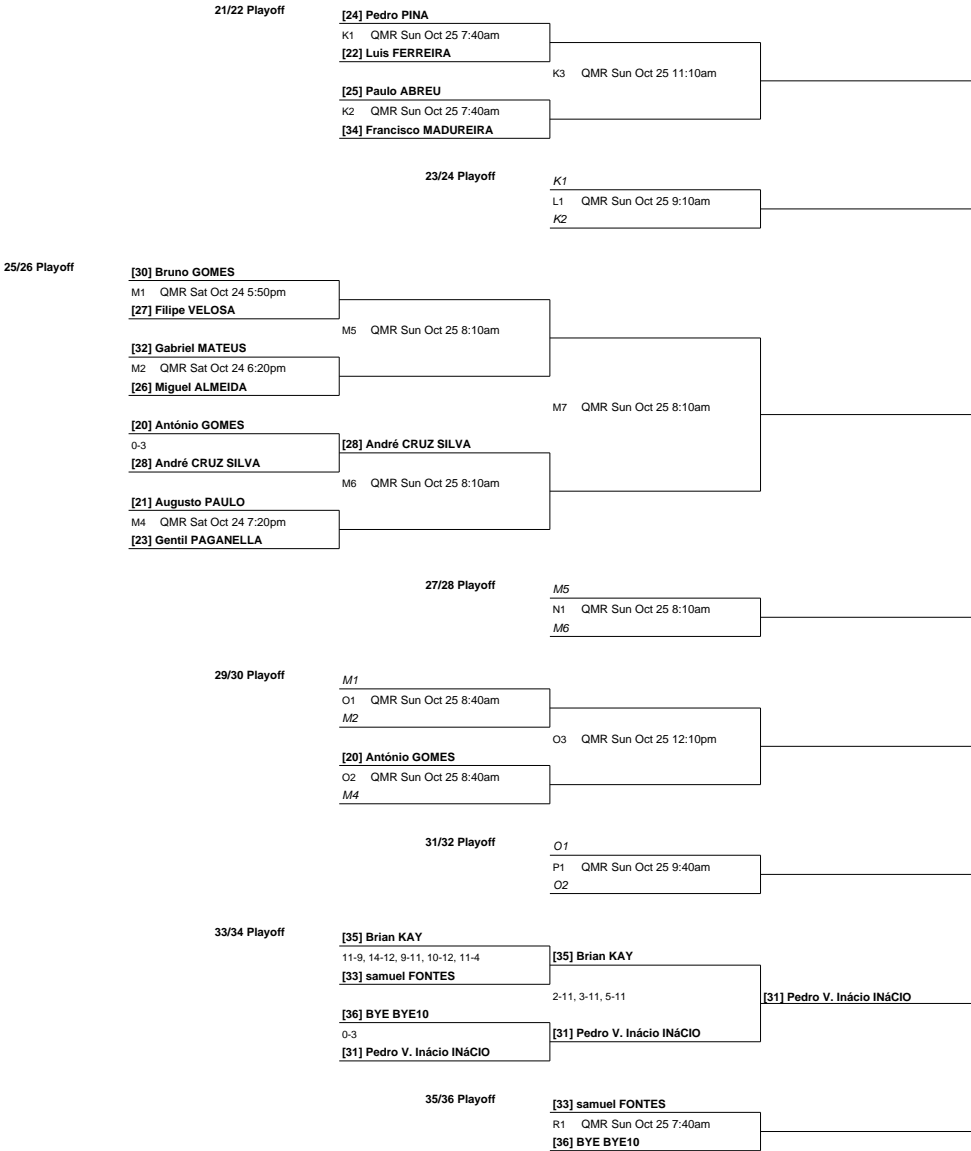 21/22 Playoff
[24] Pedro PINA
K1 QMR Sun Oct 25 7:40am
[22] Luis FERREIRA
K3 QMR Sun Oct 25 11:10am
[25] Paulo ABREU
K2 QMR Sun Oct 25 7:40am
[34] Francisco MADUREIRA
23/24 Playoff
K1
L1 QMR Sun Oct 25 9:10am
K2
25/26 Playoff
[30] Bruno GOMES
M1 QMR Sat Oct 24 5:50pm
[27] Filipe VELOSA
M5 QMR Sun Oct 25 8:10am
[32] Gabriel MATEUS
M2 QMR Sat Oct 24 6:20pm
[26] Miguel ALMEIDA
M7 QMR Sun Oct 25 8:10am
[20] António GOMES
0-3
[28] André CRUZ SILVA
[28] André CRUZ SILVA
M6 QMR Sun Oct 25 8:10am
[21] Augusto PAULO
M4 QMR Sat Oct 24 7:20pm
[23] Gentil PAGANELLA
27/28 Playoff
M5
N1 QMR Sun Oct 25 8:10am
M6
29/30 Playoff
M1
O1 QMR Sun Oct 25 8:40am
M2
O3 QMR Sun Oct 25 12:10pm
[20] António GOMES
O2 QMR Sun Oct 25 8:40am
M4
31/32 Playoff
O1
P1 QMR Sun Oct 25 9:40am
O2
33/34 Playoff
[35] Brian KAY
11-9, 14-12, 9-11, 10-12, 11-4
[33] samuel FONTES
[35] Brian KAY
2-11, 3-11, 5-11
[31] Pedro V. Inácio INáCIO
[36] BYE BYE10
0-3
[31] Pedro V. Inácio INáCIO
[31] Pedro V. Inácio INáCIO
35/36 Playoff
[33] samuel FONTES
R1 QMR Sun Oct 25 7:40am
[36] BYE BYE10